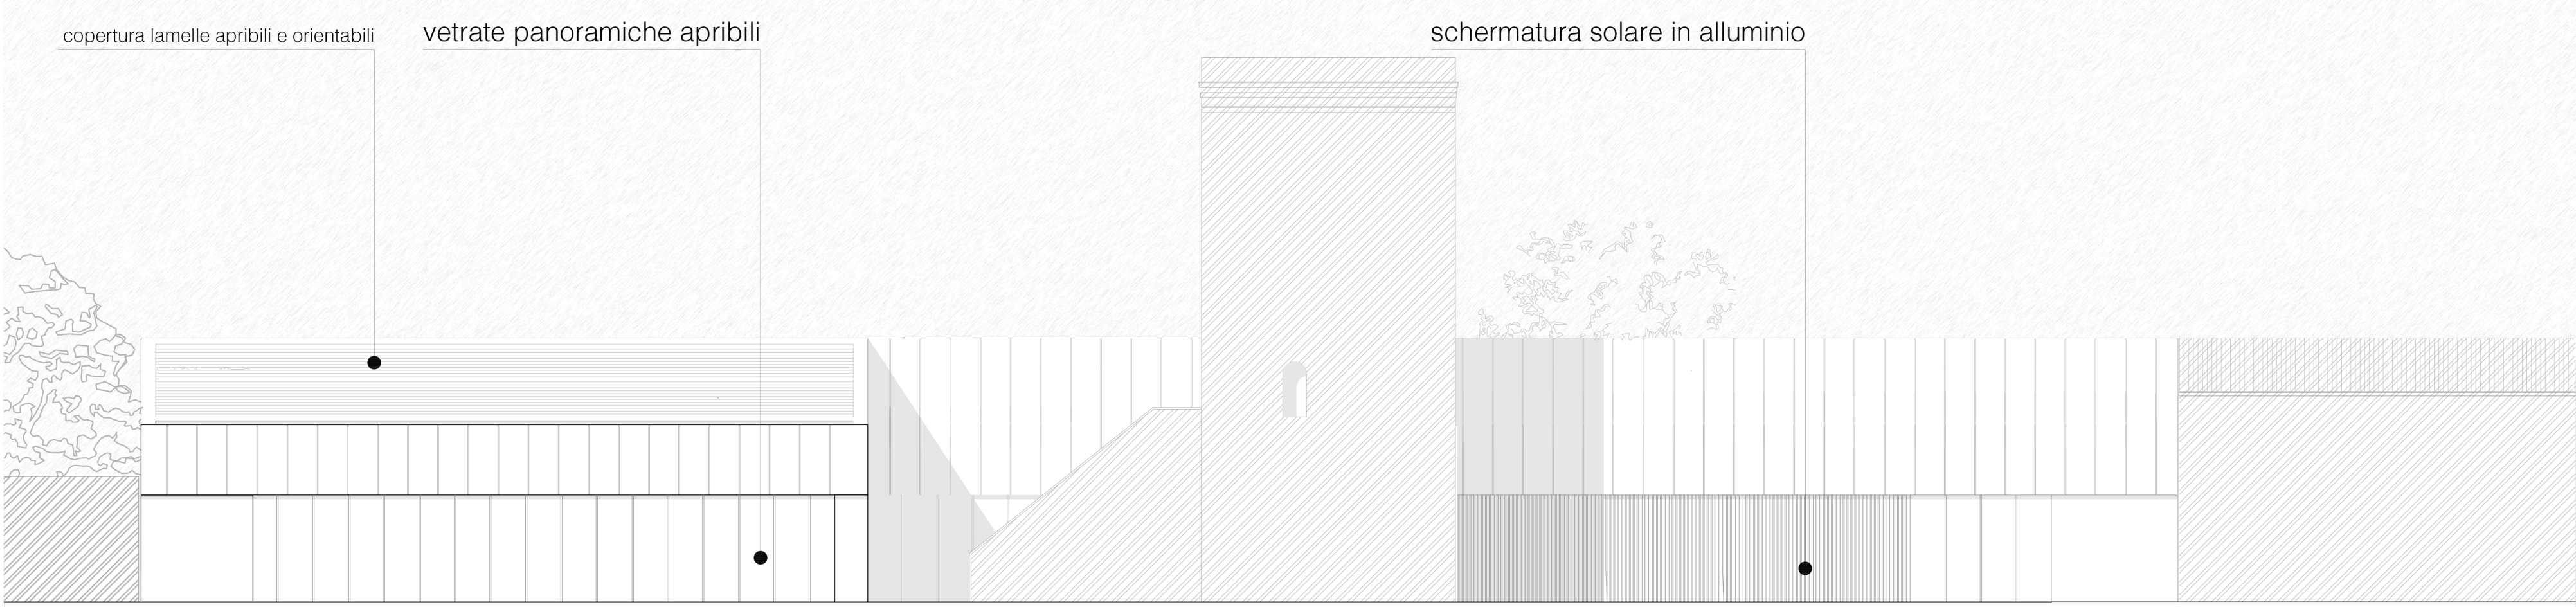 copertura lamelle apribili e orientabili
vetrate panoramiche apribili
schermatura solare in alluminio